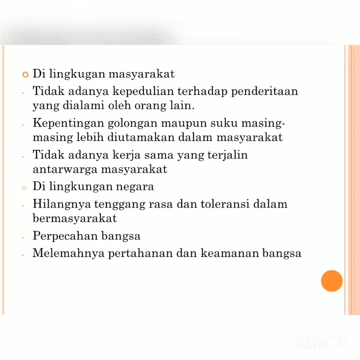 Di lingkugan masyarakat
Tidak adanya kepedulian terhadap penderitaan
yang dialami oleh orang lain.
Kepentingan golongan maupun suku masing-
masing lebih diutamakan dalam masyarakat
Tidak adanya kerja sama yang terjalin
antarwarga masyarakat
Di lingkungan negara
Hilangnya tenggang rasa dan toleransi dalam
bermasyarakat
Perpecahan bangsa
Melemahnya pertahanan dan keamanan bangsa